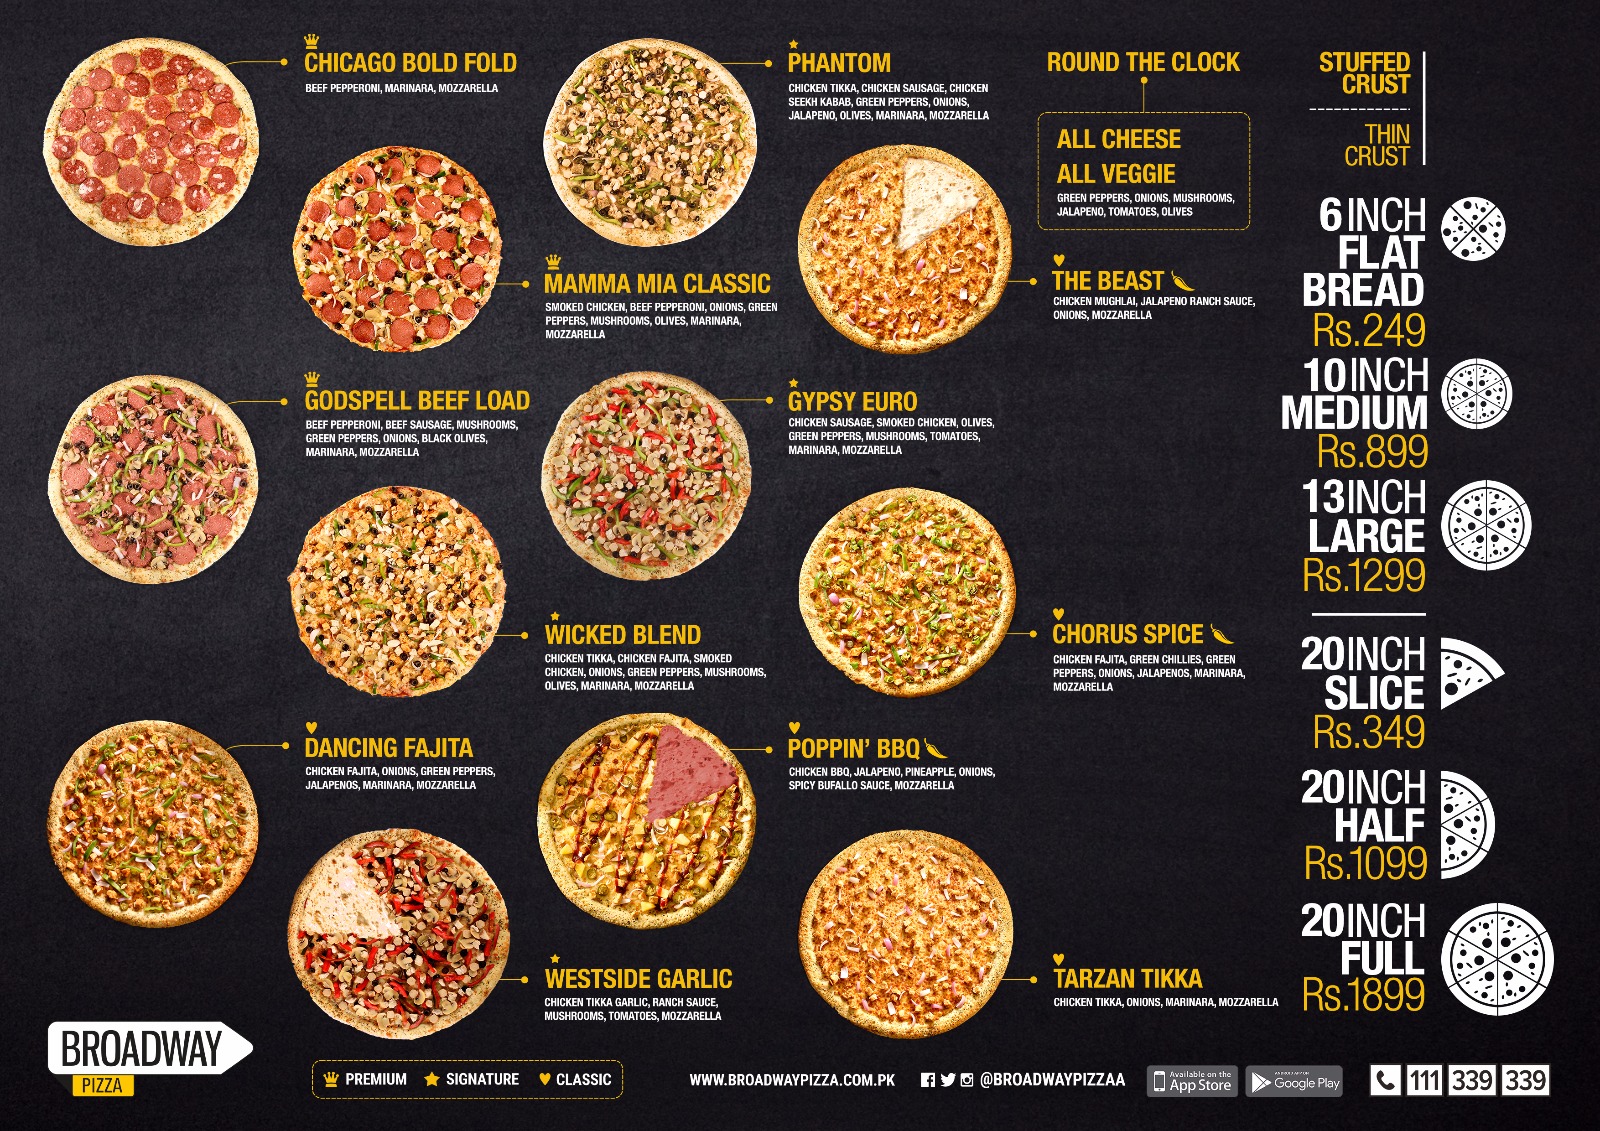 CHICAGO BOLD FOLD
BEEF PEPPERONI, MARINARA, MOZZARELLA
MAMMA MIA CLASSIC
SMOKED CHICKEN, BEEF PEPPERONI, ONIONS, GREEN
PEPPERS, MUSHROOMS, OLIVES, MARINARA,
MOZZARELLA
GODSPELL BEEF LOAD
BEEF PEPPERONI, BEEF SAUSAGE, MUSHROOMS,
GREEN PEPPERS, ONIONS, BLACK OLIVES,
MARINARA, MOZZARELLA
WICKED BLEND
CHICKEN TIKKA, CHICKEN FAJITA, SMOKED
CHICKEN, ONIONS, GREEN PEPPERS, MUSHROOMS,
OLIVES, MARINARA, MOZZARELLA
DANCING FAJITA
CHICKEN FAJITA, ONIONS, GREEN PEPPERS,
JALAPENOS, MARINARA, MOZZARELLA
WESTSIDE GARLIC
CHICKEN TIKKA GARLIC, RANCH SAUCE,
MUSHROOMS, TOMATOES, MOZZARELLA
PHANTOM
CHICKEN TIKKA, CHICKEN SAUSAGE, CHICKEN
SEEKH KABAB, GREEN PEPPERS, ONIONS,
JALAPENO, OLIVES, MARINARA, MOZZARELLA
THE BEAST
CHICKEN MUGHLAI, JALAPENO RANCH SAUCE,
ONIONS, MOZZARELLA
GYPSY EURO
CHICKEN SAUSAGE, SMOKED CHICKEN, OLIVES,
GREEN PEPPERS, MUSHROOMS, TOMATOES,
MARINARA, MOZZARELLA
CHORUS SPICE
CHICKEN FAJITA, GREEN CHILLIES, GREEN
PEPPERS, ONIONS, JALAPENOS, MARINARA,
MOZZARELLA
POPPIN' BBQ
CHICKEN BBQ, JALAPENO, PINEAPPLE, ONIONS,
SPICY BUFALLO SAUCE, MOZZARELLA
TARZAN TIKKA
CHICKEN TIKKA, ONIONS, MARINARA, MOZZARELLA
ROUND THE CLOCK
ALL CHEESE
ALL VEGGIE
GREEN PEPPERS, ONIONS, MUSHROOMS,
JALAPENO, TOMATOES, OLIVES
STUFFED
CRUST
THIN
CRUST
6 INCH
FLAT
BREAD
Rs.249
10 INCH
MEDIUM
Rs.899
13 INCH
LARGE
Rs.1299
20 INCH
SLICE
Rs.349
20 INCH
HALF
Rs.1099
20 INCH
FULL
Rs.1899
BROADWAY
PIZZA
PREMIUM SIGNATURE CLASSIC
WWW.BROADWAYPIZZA.COM.PK
@BROADWAYPIZZAA
Available on the
App Store
ANDROID APP ON
Google Play
111 339 339